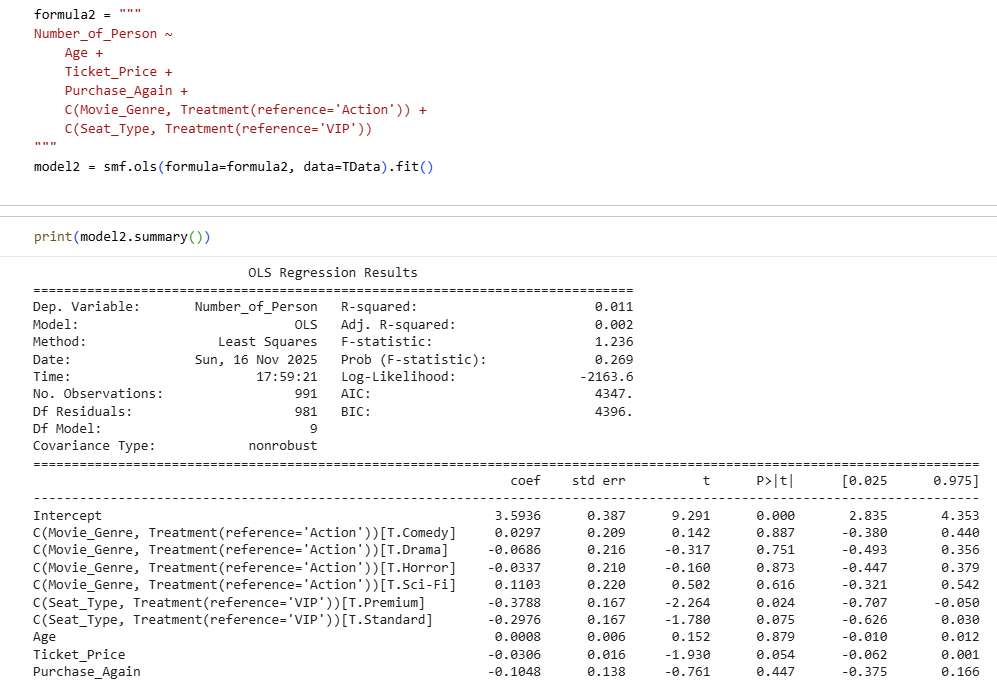 formula2 = """
Number_of_Person ~
    Age +
    Ticket_Price +
    Purchase_Again +
    C(Movie_Genre, Treatment(reference='Action')) +
    C(Seat_Type, Treatment(reference='VIP'))
"""
model2 = smf.ols(formula=formula2, data=TData).fit()
print(model2.summary())
                            OLS Regression Results
==============================================================================
Dep. Variable:       Number_of_Person   R-squared:                       0.011
Model:                            OLS   Adj. R-squared:                  0.002
Method:                 Least Squares   F-statistic:                     1.236
Date:                Sun, 16 Nov 2025   Prob (F-statistic):              0.269
Time:                        17:59:21   Log-Likelihood:                -2163.6
No. Observations:                 991   AIC:                             4347.
Df Residuals:                     981   BIC:                             4396.
Df Model:                           9
Covariance Type:            nonrobust
===========================================================================================================================
                                                              coef    std err          t      P>|t|      [0.025      0.975]
---------------------------------------------------------------------------------------------------------------------------
Intercept                                                   3.5936      0.387      9.291      0.000       2.835       4.353
C(Movie_Genre, Treatment(reference='Action'))[T.Comedy]     0.0297      0.209      0.142      0.887      -0.380       0.440
C(Movie_Genre, Treatment(reference='Action'))[T.Drama]     -0.0686      0.216     -0.317      0.751      -0.493       0.356
C(Movie_Genre, Treatment(reference='Action'))[T.Horror]    -0.0337      0.210     -0.160      0.873      -0.447       0.379
C(Movie_Genre, Treatment(reference='Action'))[T.Sci-Fi]     0.1103      0.220      0.502      0.616      -0.321       0.542
C(Seat_Type, Treatment(reference='VIP'))[T.Premium]        -0.3788      0.167     -2.264      0.024      -0.707      -0.050
C(Seat_Type, Treatment(reference='VIP'))[T.Standard]       -0.2976      0.167     -1.780      0.075      -0.626       0.030
Age                                                         0.0008      0.006      0.152      0.879      -0.010       0.012
Ticket_Price                                               -0.0306      0.016     -1.930      0.054      -0.062       0.001
Purchase_Again                                             -0.1048      0.138     -0.761      0.447      -0.375       0.166